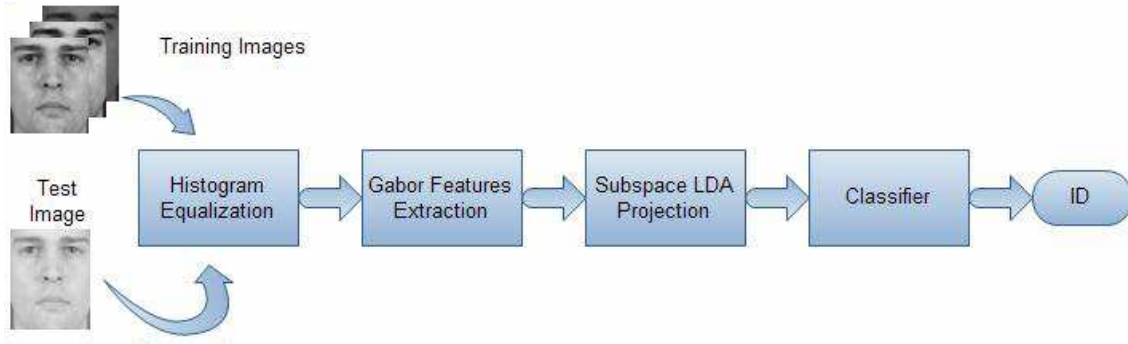 Training Images
Test
Image
Histogram
Equalization
Gabor Features
Extraction
Subspace LDA
Projection
Classifier
ID